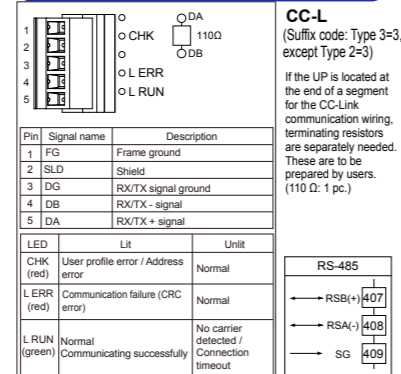 1
2
3
4
5
CHK
L ERR
L RUN
DA
110Ω
DB
CC-L
(Suffix code: Type 3=3,
except Type 2=3)
If the UP is located at
the end of a segment
for the CC-Link
communication wiring,
terminating resistors
are separately needed.
These are to be
prepared by users.
(110 Ω: 1 pc.)
Pin Signal name Description
1 FG Frame ground
2 SLD Shield
3 DG RX/TX signal ground
4 DB RX/TX - signal
5 DA RX/TX + signal
LED Lit Unlit
CHK
(red)
User profile error / Address
error
Normal
L ERR
(red)
Communication failure (CRC
error)
Normal
L RUN
(green)
Normal
Communicating successfully
No carrier
detected /
Connection
timeout
RS-485
RSB(+) 407
RSA(-) 408
SG 409